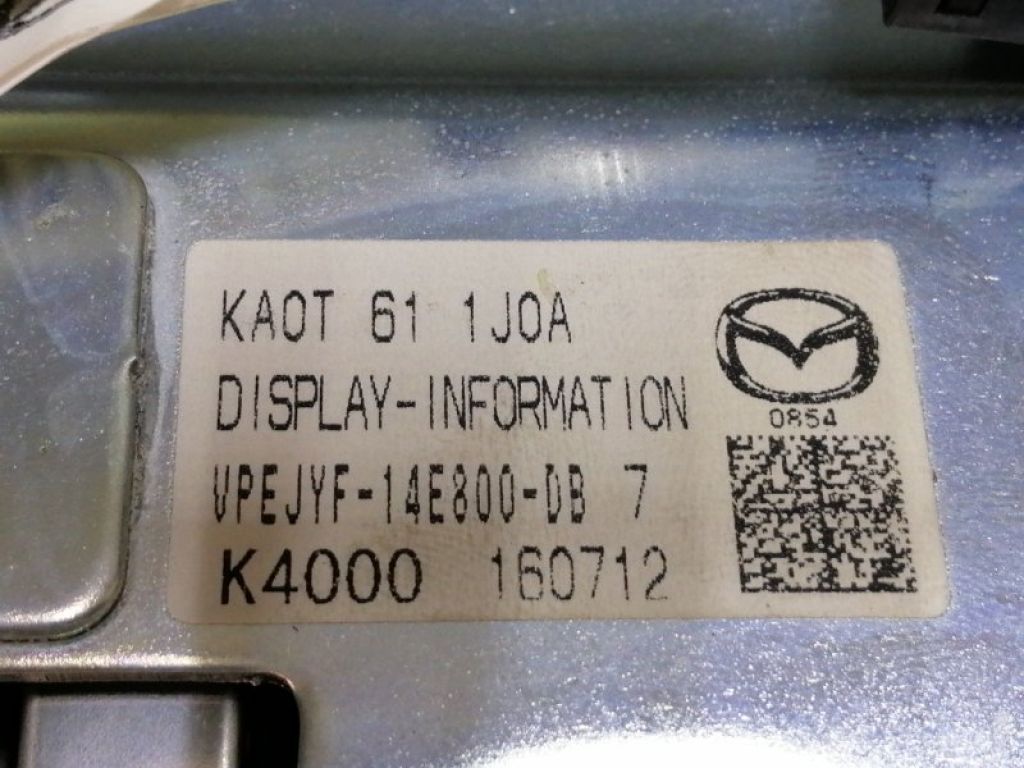 KA0T 61 1J0A
DISPLAY-INFORMATION
VPEJYF-14E800-DB 7
K4000 160712
0854